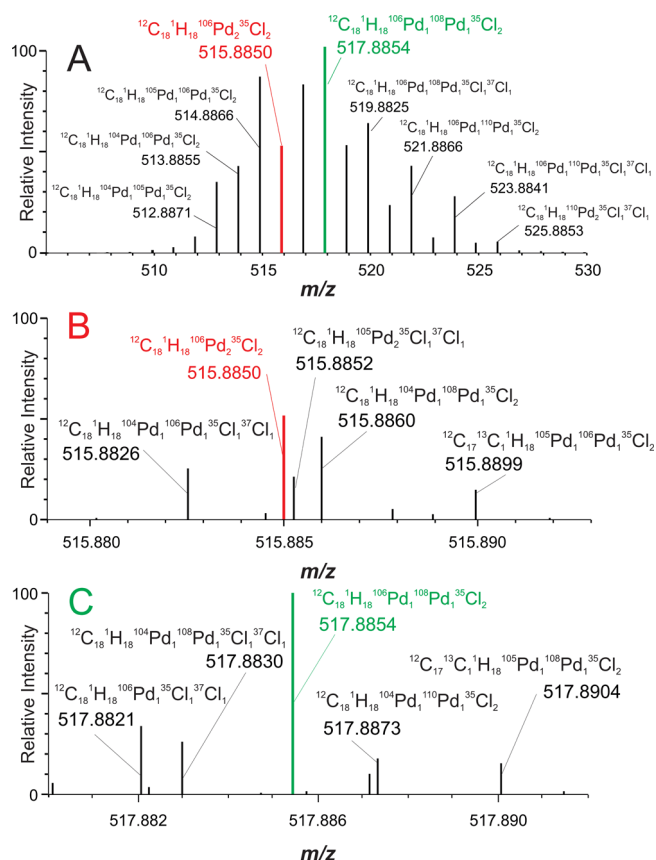 A
¹²C₁₈¹H₁₈¹⁰⁶Pd₂³⁵Cl₂
515.8850
¹²C₁₈¹H₁₈¹⁰⁶Pd₁¹⁰⁸Pd₁³⁵Cl₂
517.8854
¹²C₁₈¹H₁₈¹⁰⁵Pd₁¹⁰⁶Pd₁³⁵Cl₂
514.8866
¹²C₁₈¹H₁₈¹⁰⁴Pd₁¹⁰⁶Pd₁³⁵Cl₂
513.8855
¹²C₁₈¹H₁₈¹⁰⁴Pd₁¹⁰⁵Pd₁³⁵Cl₂
512.8871
¹²C₁₈¹H₁₈¹⁰⁶Pd₁¹⁰⁸Pd₁³⁵Cl₁³⁷Cl₁
519.8825
¹²C₁₈¹H₁₈¹⁰⁶Pd₁¹¹⁰Pd₁³⁵Cl₂
521.8866
¹²C₁₈¹H₁₈¹⁰⁶Pd₁¹¹⁰Pd₁³⁵Cl₁³⁷Cl₁
523.8841
¹²C₁₈¹H₁₈¹¹⁰Pd₂³⁵Cl₁³⁷Cl₁
525.8853
Relative Intensity
100
0
510 515 520 525 530
m/z
B
¹²C₁₈¹H₁₈¹⁰⁶Pd₂³⁵Cl₂
515.8850
¹²C₁₈¹H₁₈¹⁰⁵Pd₂³⁵Cl₁³⁷Cl₁
515.8852
¹²C₁₈¹H₁₈¹⁰⁴Pd₁¹⁰⁸Pd₁³⁵Cl₂
515.8860
¹²C₁₈¹H₁₈¹⁰⁴Pd₁¹⁰⁶Pd₁³⁵Cl₁³⁷Cl₁
515.8826
¹²C₁₇¹³C₁¹H₁₈¹⁰⁵Pd₁¹⁰⁶Pd₁³⁵Cl₂
515.8899
Relative Intensity
100
0
515.880 515.885 515.890
m/z
C
¹²C₁₈¹H₁₈¹⁰⁶Pd₁¹⁰⁸Pd₁³⁵Cl₂
517.8854
¹²C₁₈¹H₁₈¹⁰⁴Pd₁¹⁰⁸Pd₁³⁵Cl₁³⁷Cl₁
517.8830
¹²C₁₈¹H₁₈¹⁰⁶Pd₁³⁵Cl₁³⁷Cl₁
517.8821
¹²C₁₇¹³C₁¹H₁₈¹⁰⁵Pd₁¹⁰⁸Pd₁³⁵Cl₂
517.8904
¹²C₁₈¹H₁₈¹⁰⁴Pd₁¹¹⁰Pd₁³⁵Cl₂
517.8873
Relative Intensity
100
0
517.882 517.886 517.890
m/z